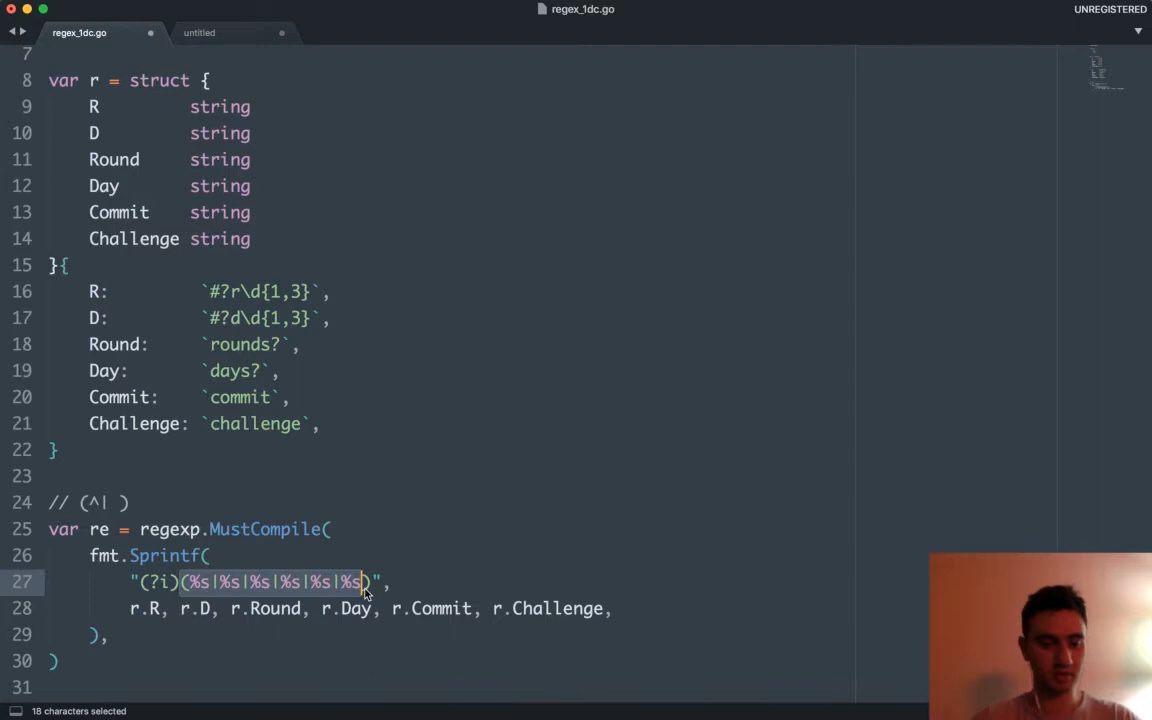 regex_1dc.go
UNREGISTERED
regex_1dc.go
untitled
7
8 var r = struct {
9 R string
10 D string
11 Round string
12 Day string
13 Commit string
14 Challenge string
15 }{
16 R: `#?r\d{1,3}`,
17 D: `#?d\d{1,3}`,
18 Round: `rounds?`,
19 Day: `days?`,
20 Commit: `commit`,
21 Challenge: `challenge`,
22 }
23
24 // (^| )
25 var re = regexp.MustCompile(
26 fmt.Sprintf(
27 "(?i)(%s|%s|%s|%s|%s|%s)",
28 r.R, r.D, r.Round, r.Day, r.Commit, r.Challenge,
29 ),
30 )
31
18 characters selected